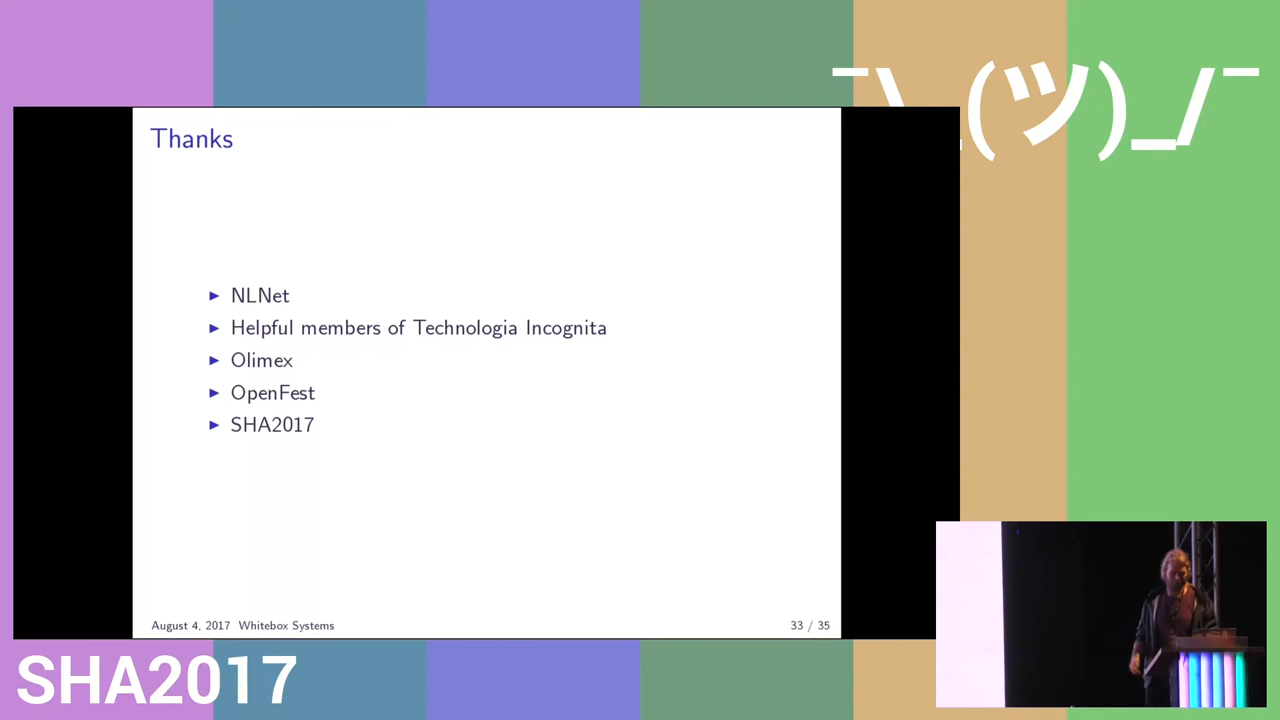 ¯\_(ツ)_/¯
Thanks
NLNet
Helpful members of Technologia Incognita
Olimex
OpenFest
SHA2017
August 4, 2017 Whitebox Systems
33 / 35
SHA2017